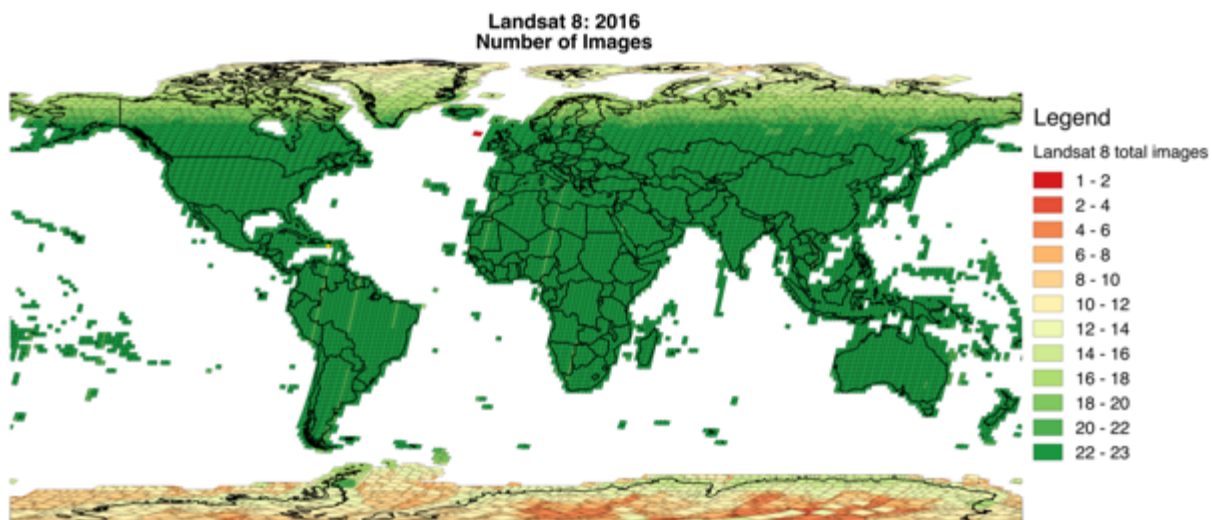 Landsat 8: 2016
Number of Images
Legend
Landsat 8 total images
1 - 2
2 - 4
4 - 6
6 - 8
8 - 10
10 - 12
12 - 14
14 - 16
16 - 18
18 - 20
20 - 22
22 - 23